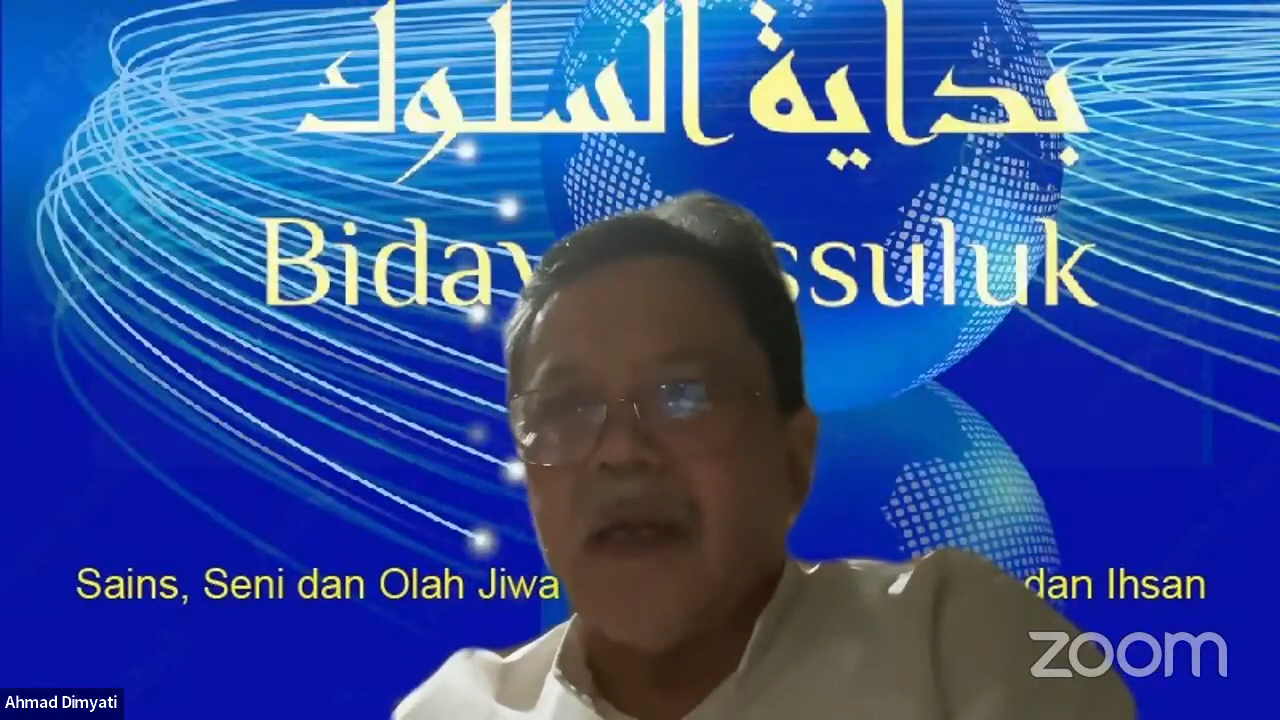 بداية السلوك
Biday ssuluk
Sains, Seni dan Olah Jiwa dan Ihsan
zoom
Ahmad Dimyati